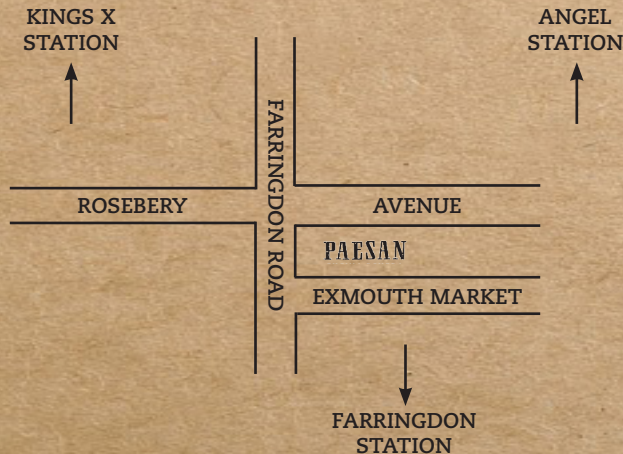 KINGS X
STATION
ANGEL
STATION
FARRINGDON ROAD
ROSEBERY
AVENUE
PAESAN
EXMOUTH MARKET
FARRINGDON
STATION